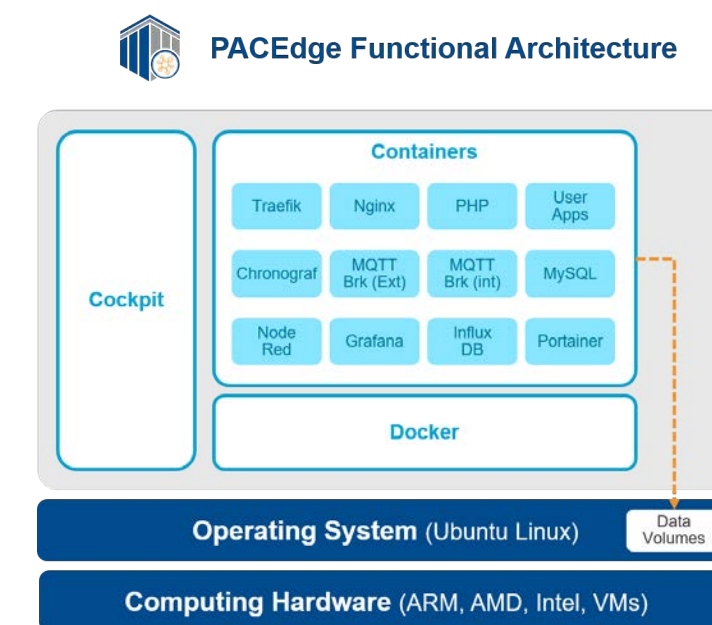 PACEdge Functional Architecture
Containers
Traefik
Nginx
PHP
User
Apps
Chronograf
MQTT
Brk (Ext)
MQTT
Brk (int)
MySQL
Node
Red
Grafana
Influx
DB
Portainer
Cockpit
Docker
Operating System (Ubuntu Linux)
Data
Volumes
Computing Hardware (ARM, AMD, Intel, VMs)